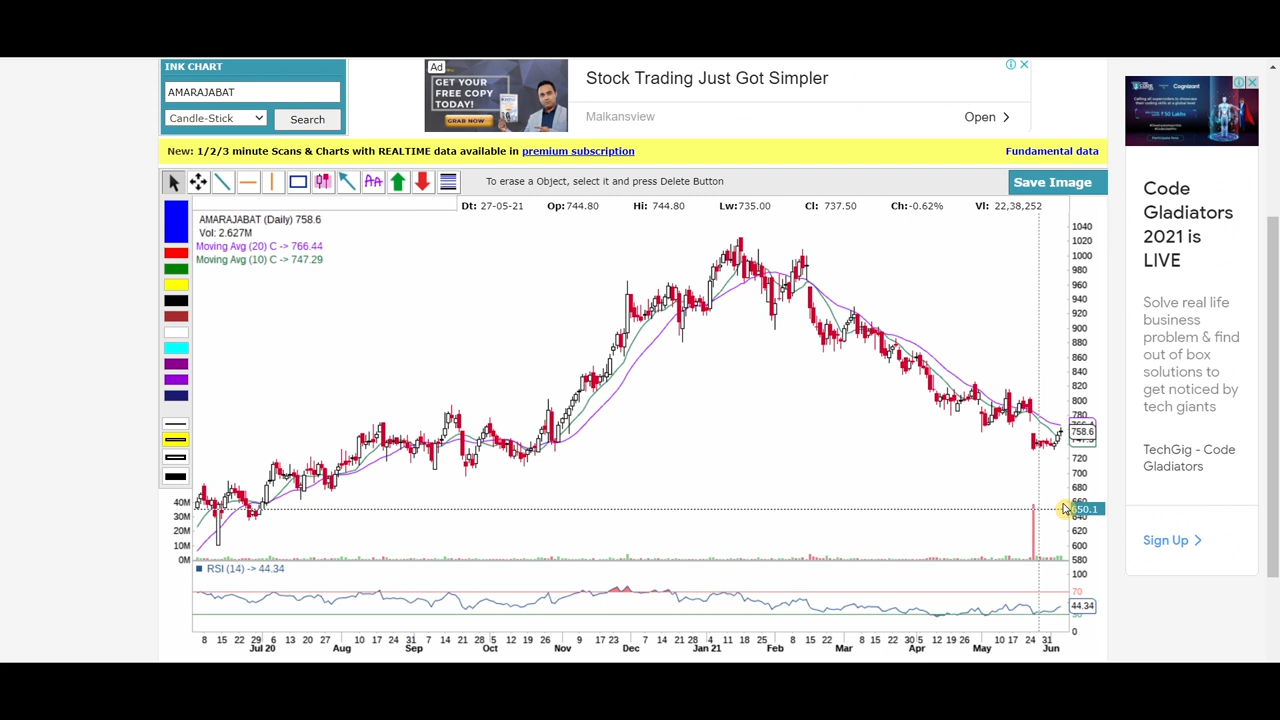 INK CHART
AMARAJABAT
Candle-Stick
Search
Ad
GET YOUR
FREE COPY
TODAY!
GRAB NOW
Stock Trading Just Got Simpler
Malkansview
Open
New: 1/2/3 minute Scans & Charts with REALTIME data available in premium subscription
Fundamental data
To erase a Object, select it and press Delete Button
Save Image
Dt: 27-05-21 Op:744.80 Hi: 744.80 Lw:735.00 Cl: 737.50 Ch:-0.62% Vl: 22,38,252
AMARAJABAT (Daily) 758.6
Vol: 2.627M
Moving Avg (20) C -> 766.44
Moving Avg (10) C -> 747.29
1040
1020
1000
980
960
940
920
900
880
860
840
820
800
780
758.6
720
700
680
650.1
640
620
600
580
40M
30M
20M
10M
0M
RSI (14) -> 44.34
100
70
44.34
0
8 15 22 29 6 13 20 27 10 17 24 31 7 14 21 28 5 12 19 26 9 17 23 7 14 21 28 4 11 18 25 8 15 22 8 15 22 30 5 12 19 26 10 17 24 31
Jul 20 Aug Sep Oct Nov Dec Jan 21 Feb Mar Apr May Jun
Cognizant
Code
Gladiators
2021 is
LIVE
Solve real life
business
problem & find
out of box
solutions to
get noticed by
tech giants
TechGig - Code
Gladiators
Sign Up